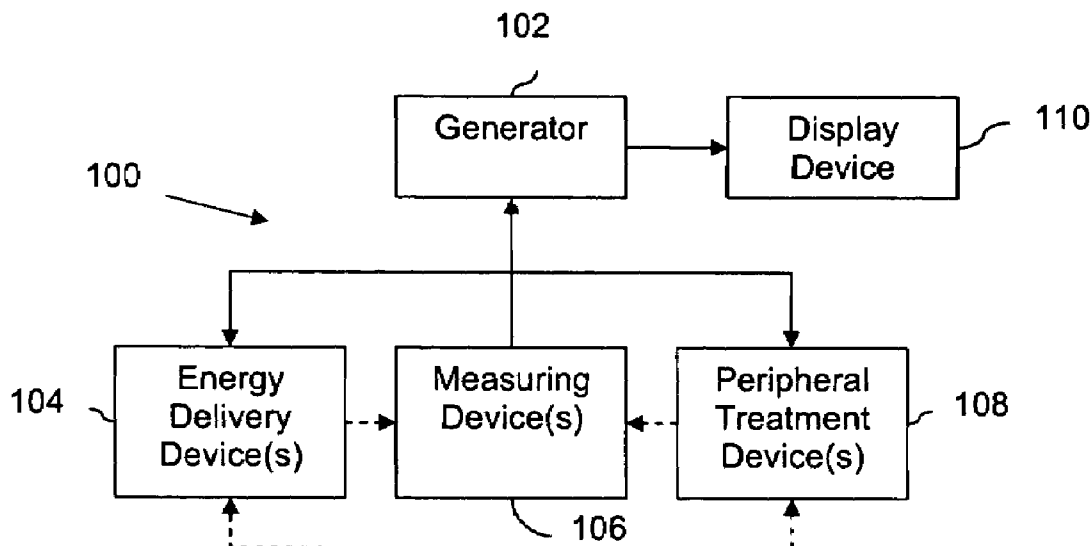 102
Generator
Display
Device
110
100
104
Energy
Delivery
Device(s)
Measuring
Device(s)
Peripheral
Treatment
Device(s)
108
106